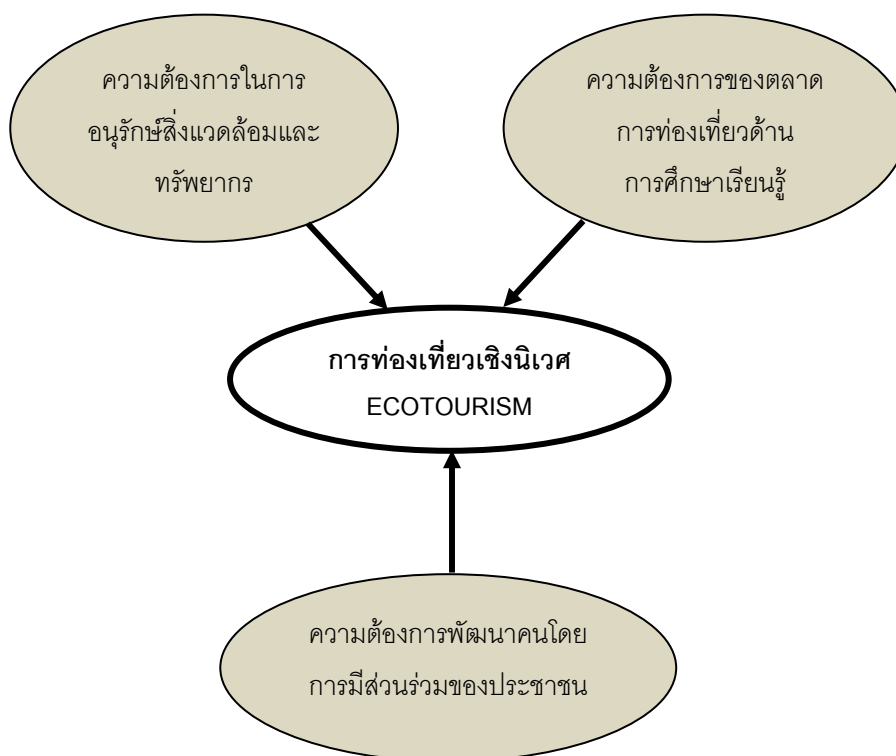 ความต้องการในการ
อนุรักษ์สิ่งแวดล้อมและ
ทรัพยากร
ความต้องการของตลาด
การท่องเที่ยวด้าน
การศึกษาเรียนรู้
การท่องเที่ยวเชิงนิเวศ
ECOTOURISM
ความต้องการพัฒนาคนโดย
การมีส่วนร่วมของประชาชน